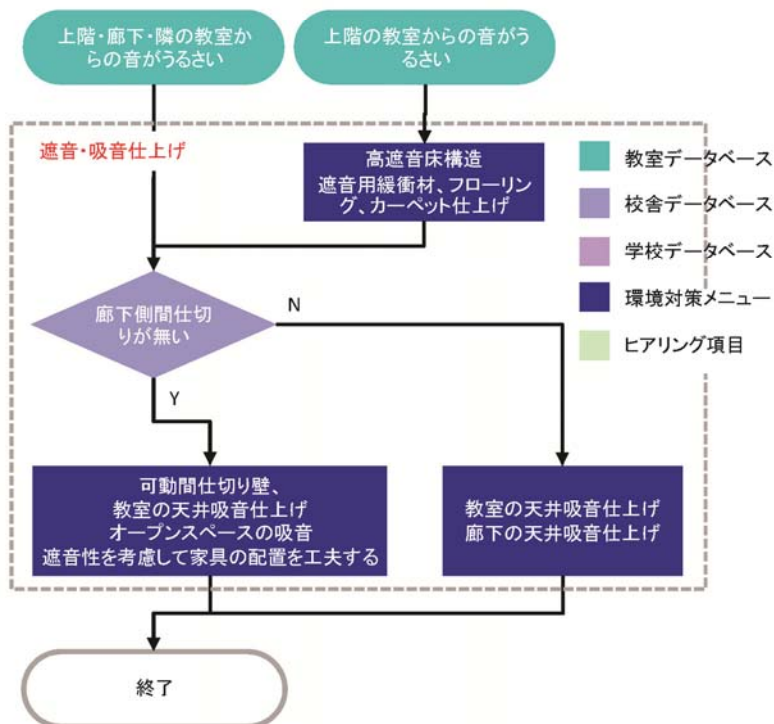 上階・廊下・隣の教室か
らの音がうるさい
上階の教室からの音がう
るさい
遮音・吸音仕上げ
高遮音床構造
遮音用緩衝材、フローリン
グ、カーペット仕上げ
教室データベース
校舎データベース
学校データベース
環境対策メニュー
ヒアリング項目
廊下側間仕切
りが無い
N
Y
可動間仕切り壁、
教室の天井吸音仕上げ
オープンスペースの吸音
遮音性を考慮して家具の配置を工夫する
教室の天井吸音仕上げ
廊下の天井吸音仕上げ
終了